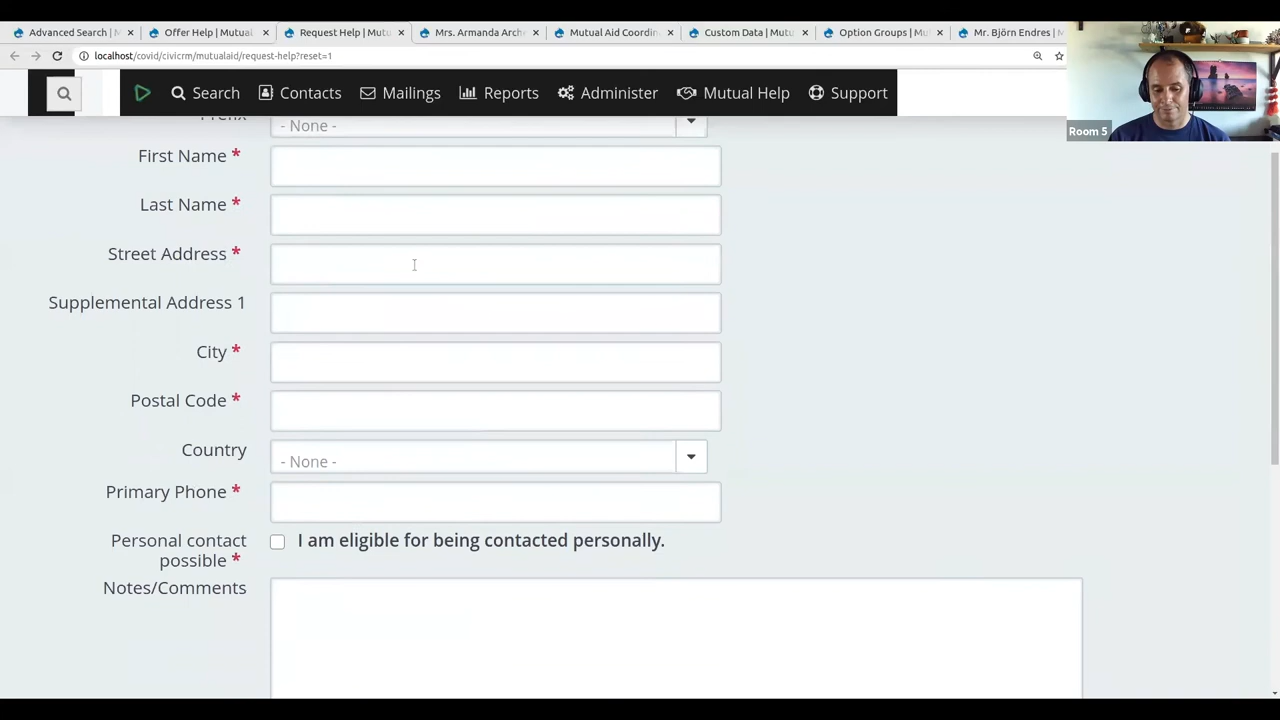 Advanced Search | M
Offer Help | Mutual
Request Help | Mutu
Mrs. Armanda Arche
Mutual Aid Coordin
Custom Data | Mutu
Option Groups | Mu
Mr. Björn Endres |
localhost/covid/civicrm/mutualaid/request-help?reset=1
Search
Contacts
Mailings
Reports
Administer
Mutual Help
Support
Room 5
Prefix
- None -
First Name *
Last Name *
Street Address *
Supplemental Address 1
City *
Postal Code *
Country
- None -
Primary Phone *
Personal contact
possible *
I am eligible for being contacted personally.
Notes/Comments